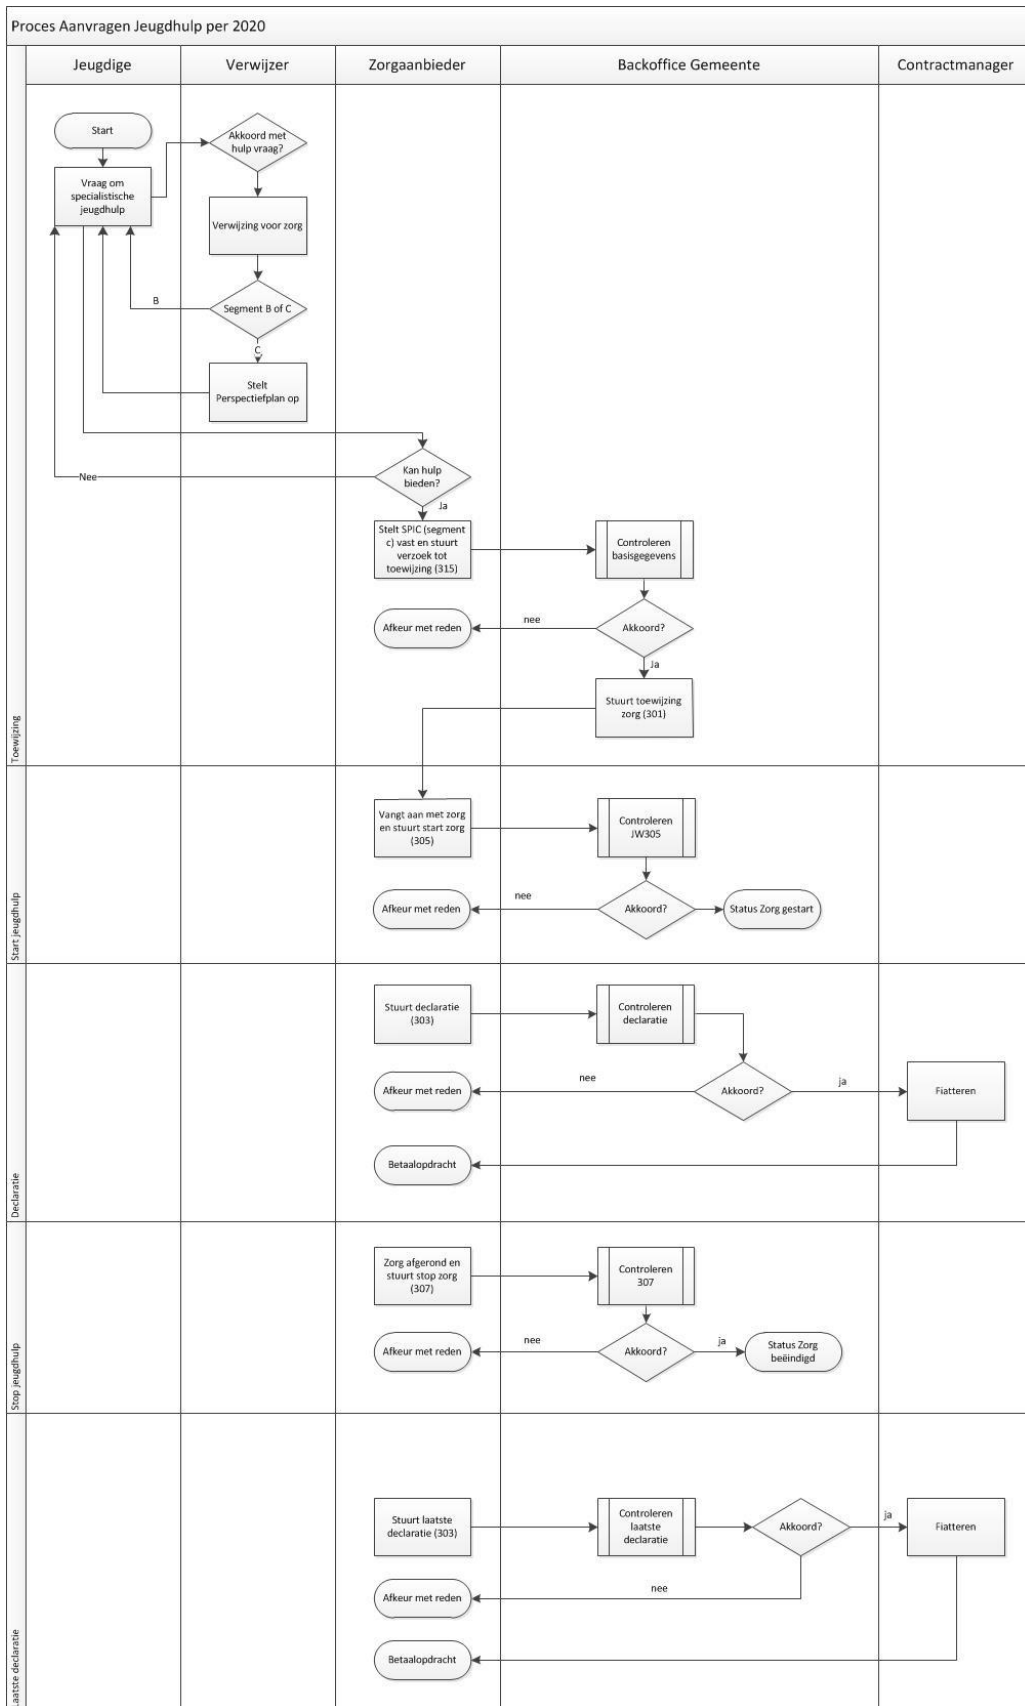 Proces Aanvragen Jeugdhulp per 2020
Jeugdige
Verwijzer
Zorgaanbieder
Backoffice Gemeente
Contractmanager
Toewijzing
Start
Akkoord met
hulp vraag?
Vraag om
specialistische
jeugdhulp
Verwijzing voor zorg
B
Segment B of C
C
Stelt
Perspectiefplan op
Nee
Kan hulp
bieden?
Ja
Stelt SPIC (segment
c) vast en stuurt
verzoek tot
toewijzing (315)
Controleren
basisgegevens
Afkeur met reden
nee
Akkoord?
Ja
Stuurt toewijzing
zorg (301)
Start jeugdhulp
Vangt aan met zorg
en stuurt start zorg
(305)
Controleren
JW305
Afkeur met reden
nee
Akkoord?
Status Zorg gestart
Declaratie
Stuurt declaratie
(303)
Controleren
declaratie
Afkeur met reden
nee
Akkoord?
ja
Fiatteren
Betaalopdracht
Stop jeugdhulp
Zorg afgerond en
stuurt stop zorg
(307)
Controleren
307
Afkeur met reden
nee
Akkoord?
ja
Status Zorg
beëindigd
Laatste declaratie
Stuurt laatste
declaratie (303)
Controleren
laatste
declaratie
Akkoord?
ja
Fiatteren
Afkeur met reden
nee
Betaalopdracht